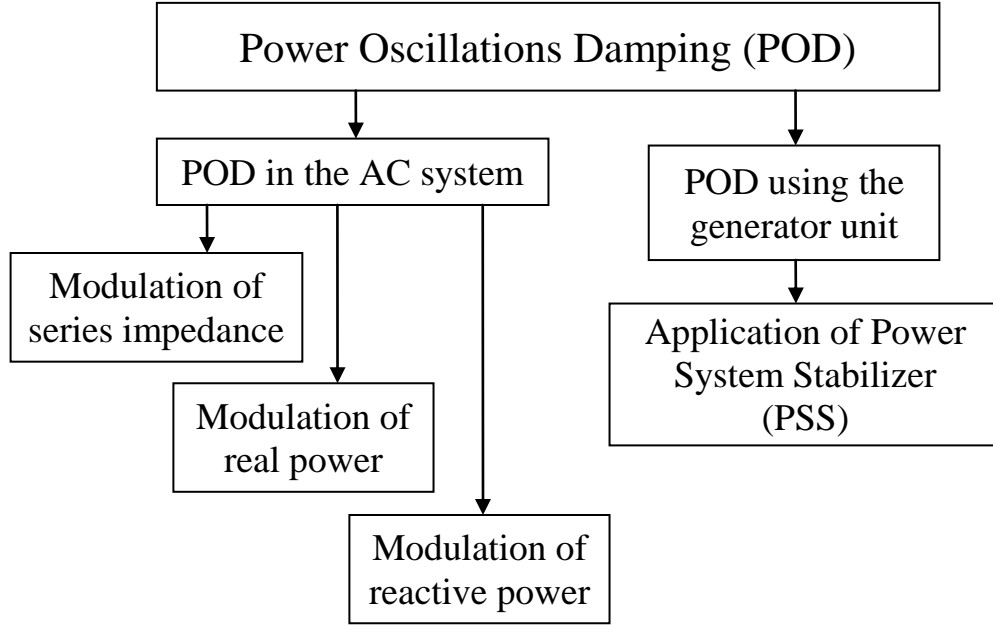 Power Oscillations Damping (POD)
POD in the AC system
POD using the
generator unit
Modulation of
series impedance
Application of Power
System Stabilizer
(PSS)
Modulation of
real power
Modulation of
reactive power